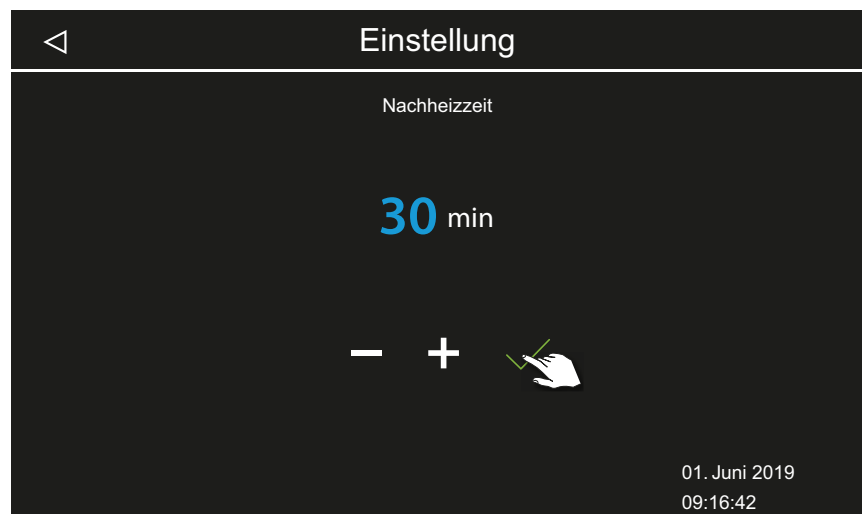 Einstellung
Nachheizzeit
30 min
01. Juni 2019
09:16:42